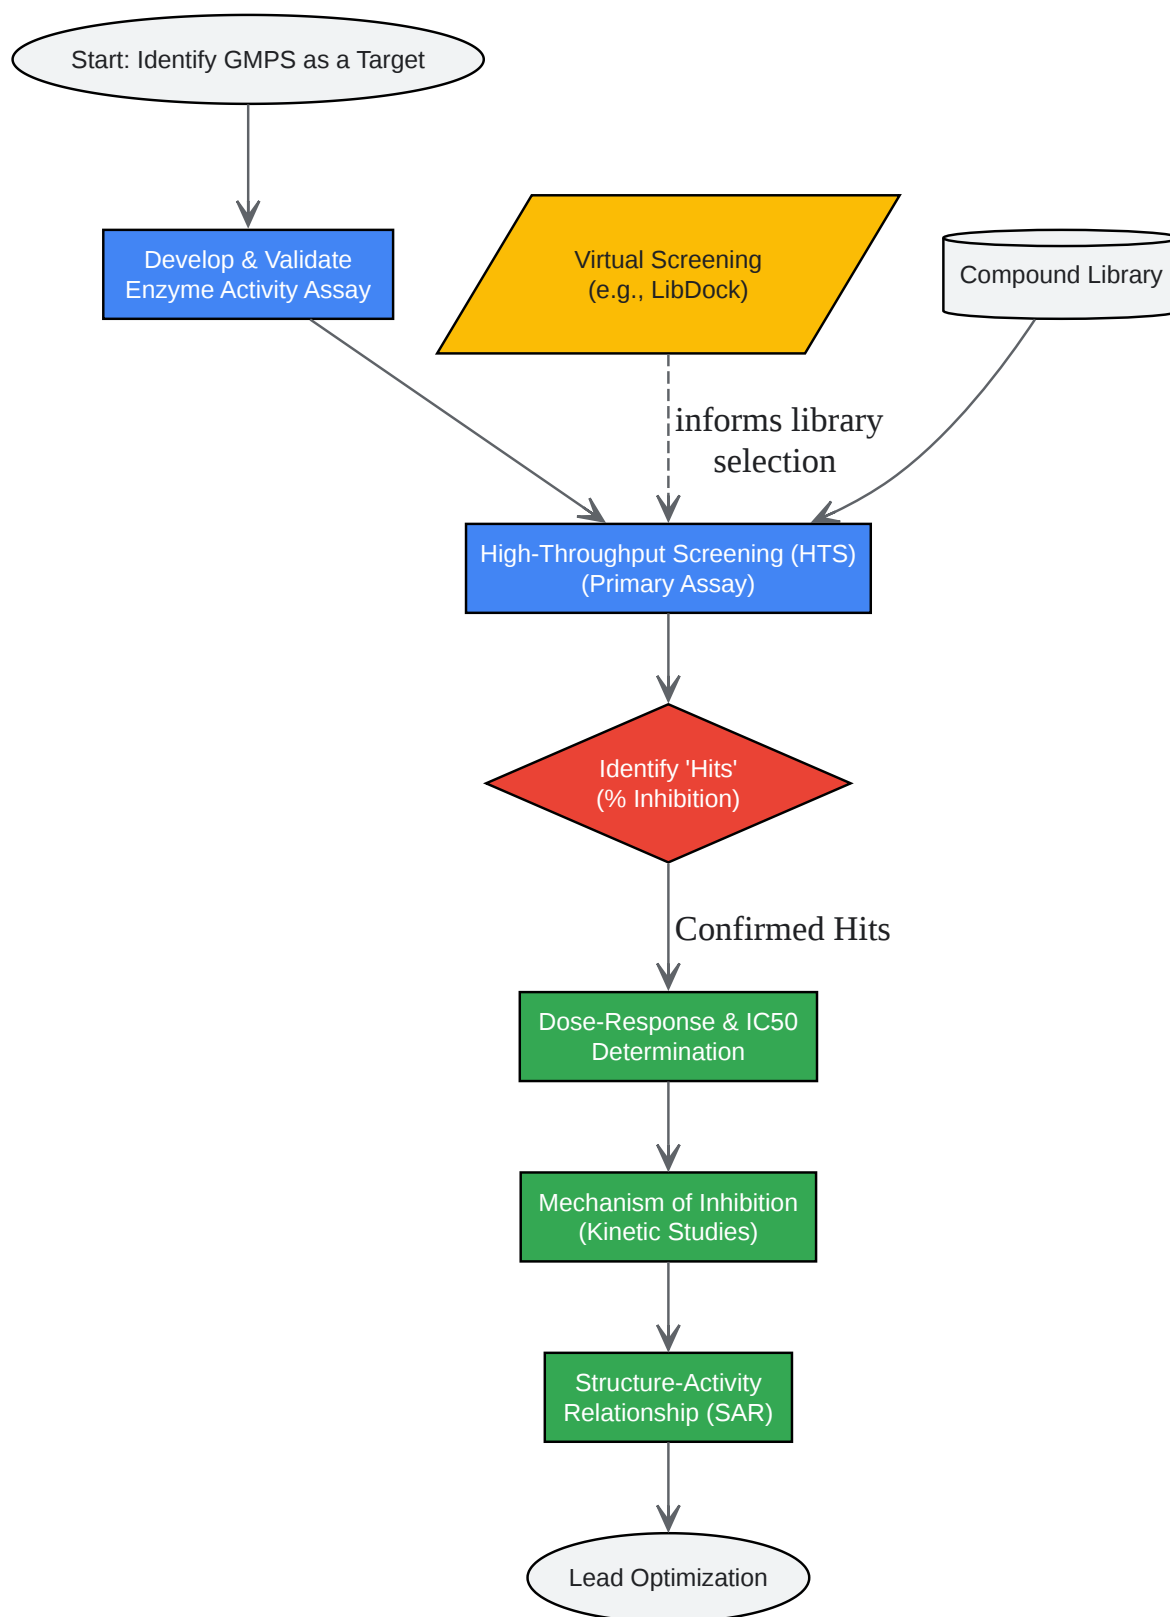 Start: Identify GMPS as a Target
Develop & Validate
Enzyme Activity Assay
Virtual Screening
(e.g., LibDock)
Compound Library
informs library
selection
High-Throughput Screening (HTS)
(Primary Assay)
Identify 'Hits'
(% Inhibition)
Confirmed Hits
Dose-Response & IC50
Determination
Mechanism of Inhibition
(Kinetic Studies)
Structure-Activity
Relationship (SAR)
Lead Optimization